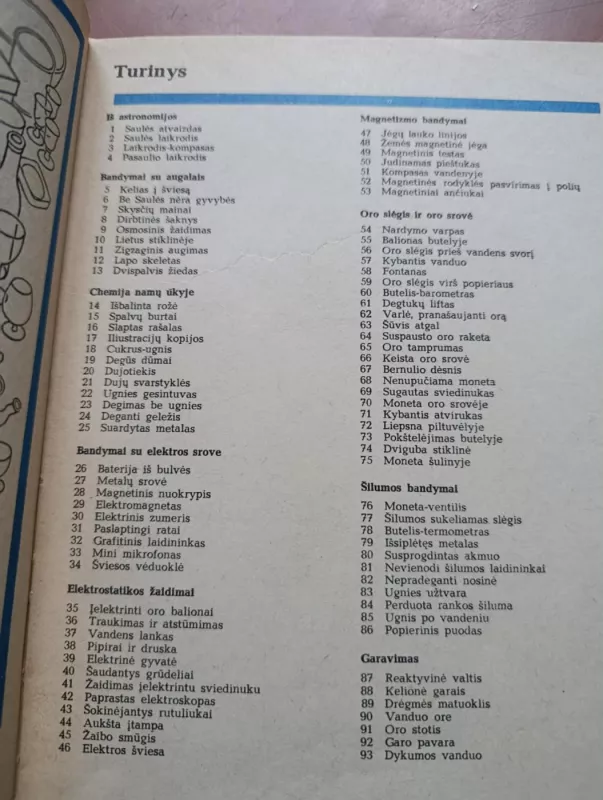 Turinys
Iš astronomijos
1 Saulės atvaizdas
2 Saulės laikrodis
3 Laikrodis-kompasas
4 Pasaulio laikrodis
Bandymai su augalais
5 Kelias į šviesą
6 Be Saulės nėra gyvybės
7 Skysčių mainai
8 Dirbtinės šaknys
9 Osmosinis žaidimas
10 Lietus stiklinėje
11 Zigzaginis augimas
12 Lapo skeletas
13 Dvispalvis žiedas
Chemija namų ūkyje
14 Išbalinta rožė
15 Spalvų burtai
16 Slaptas rašalas
17 Iliustracijų kopijos
18 Cukrus-ugnis
19 Degūs dūmai
20 Dujotiekis
21 Dujų svarstyklės
22 Ugnies gesintuvas
23 Degimas be ugnies
24 Deganti geležis
25 Suardytas metalas
Bandymai su elektros srove
26 Baterija iš bulvės
27 Metalų srovė
28 Magnetinis nuokrypis
29 Elektromagnetas
30 Elektrinis zumeris
31 Paslaptingi ratai
32 Grafitinis laidininkas
33 Mini mikrofonas
34 Šviesos vėduoklė
Elektrostatikos žaidimai
35 Įelektrinti oro balionai
36 Traukimas ir atstūmimas
37 Vandens lankas
38 Pipirai ir druska
39 Elektrinė gyvatė
40 Šaudantys grūdeliai
41 Žaidimas įelektrintu sviedinuku
42 Paprastas elektroskopas
43 Šokinėjantys rutuliukai
44 Aukšta įtampa
45 Žaibo smūgis
46 Elektros šviesa
Magnetizmo bandymai
47 Jėgų lauko linijos
48 Žemės magnetinė jėga
49 Magnetinis testas
50 Judinamas pieštukas
51 Kompasas vandenyje
52 Magnetinės rodyklės pasvirimas į polių
53 Magnetiniai ančiukai
Oro slėgis ir oro srovė
54 Nardymo varpas
55 Balionas butelyje
56 Oro slėgis prieš vandens svorį
57 Kybantis vanduo
58 Fontanas
59 Oro slėgis virš popieriaus
60 Butelis-barometras
61 Degtukų liftas
62 Varlė, pranašaujanti orą
63 Šūvis atgal
64 Suspausto oro raketa
65 Oro tamprumas
66 Keista oro srovė
67 Bernulio dėsnis
68 Nenupučiama moneta
69 Sugautas sviedinukas
70 Moneta oro srovėje
71 Kybantis atvirukas
72 Liepsna piltuvėlyje
73 Pokštelėjimas butelyje
74 Dviguba stiklinė
75 Moneta šulinyje
Šilumos bandymai
76 Moneta-ventilis
77 Šilumos sukeliamas slėgis
78 Butelis-termometras
79 Išsiplėtęs metalas
80 Susprogdintas akmuo
81 Nevienodi šilumos laidininkai
82 Nepradeganti nosinė
83 Ugnies užtvara
84 Perduota rankos šiluma
85 Ugnis po vandeniu
86 Popierinis puodas
Garavimas
87 Reaktyvinė valtis
88 Kelionė garais
89 Drėgmės matuoklis
90 Vanduo ore
91 Oro stotis
92 Garo pavara
93 Dykumos vanduo